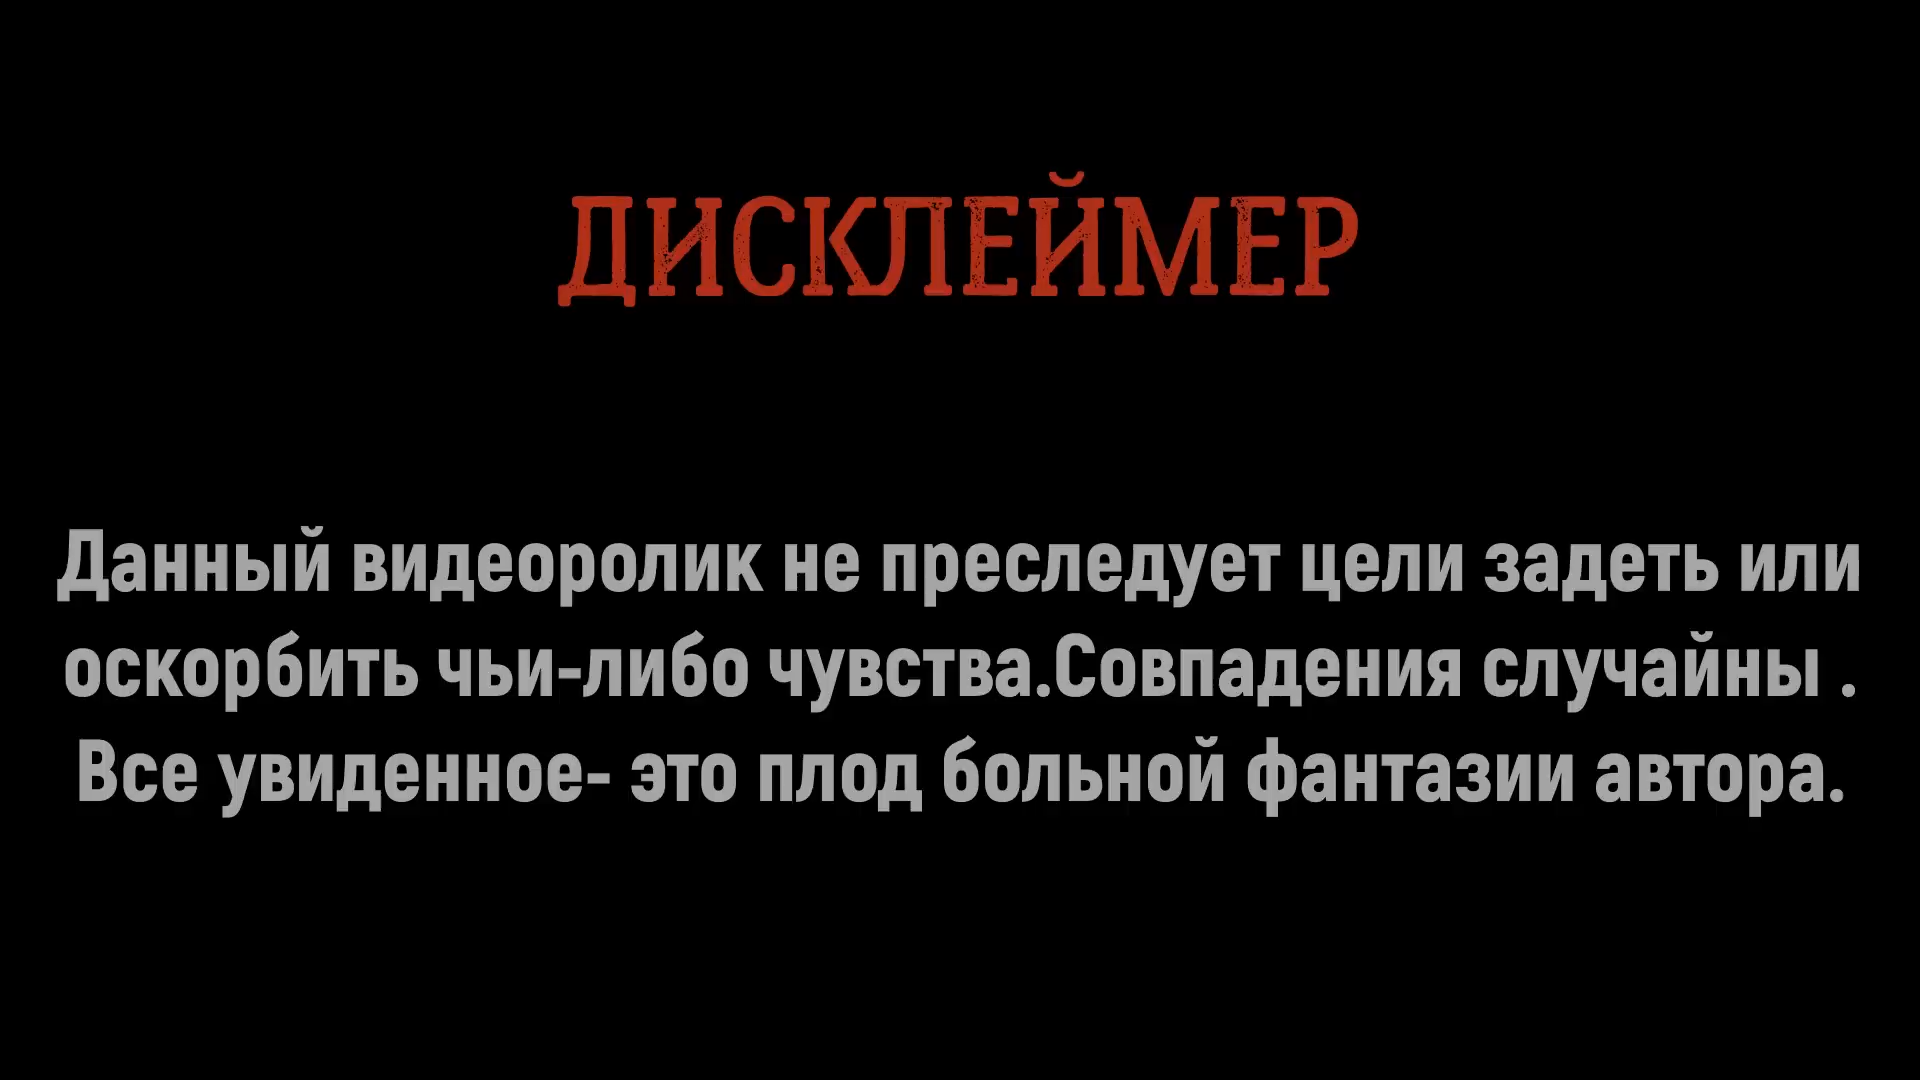 ДИСКЛЕЙМЕР
Данный видеоролик не преследует цели задеть или
оскорбить чьи-либо чувства.Совпадения случайны .
Все увиденное- это плод больной фантазии автора.